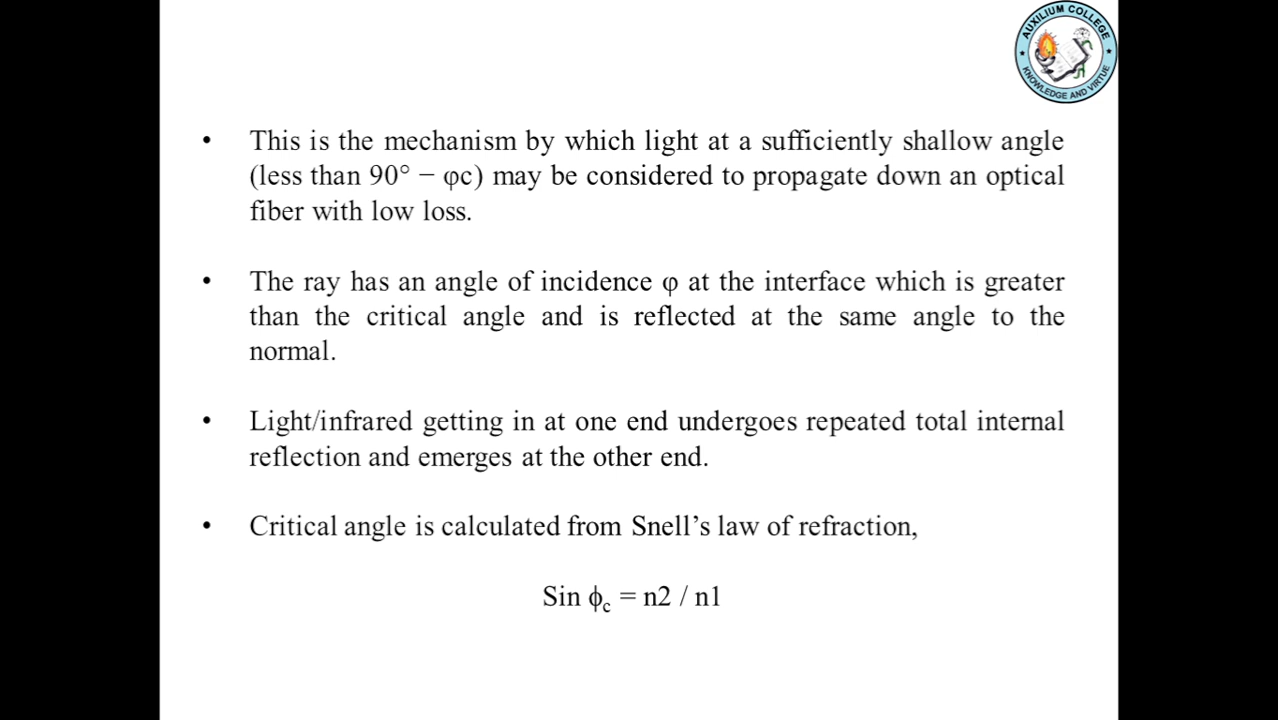 AUXILIUM COLLEGE
KNOWLEDGE AND VIRTUE
• This is the mechanism by which light at a sufficiently shallow angle
(less than 90° − φc) may be considered to propagate down an optical
fiber with low loss.
• The ray has an angle of incidence φ at the interface which is greater
than the critical angle and is reflected at the same angle to the
normal.
• Light/infrared getting in at one end undergoes repeated total internal
reflection and emerges at the other end.
• Critical angle is calculated from Snell’s law of refraction,
Sin ϕc = n2 / n1